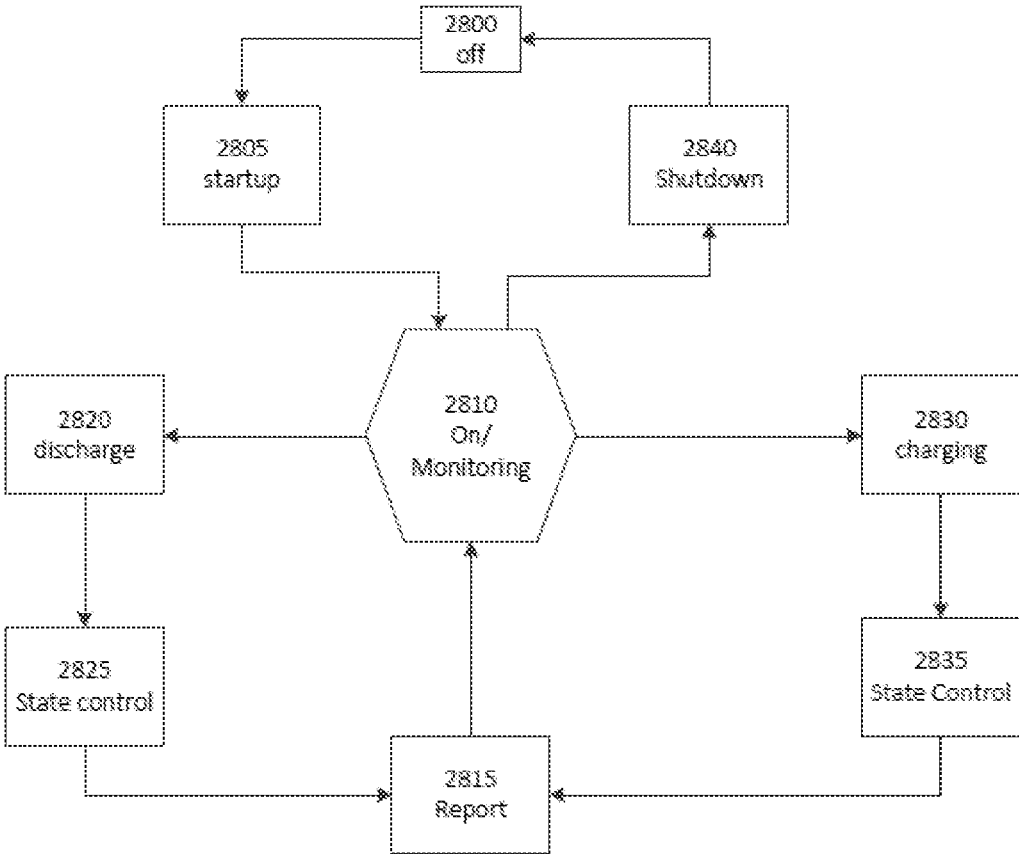 2800
off
2805
startup
2840
Shutdown
2810
On/
Monitoring
2820
discharge
2830
charging
2825
State control
2835
State Control
2815
Report